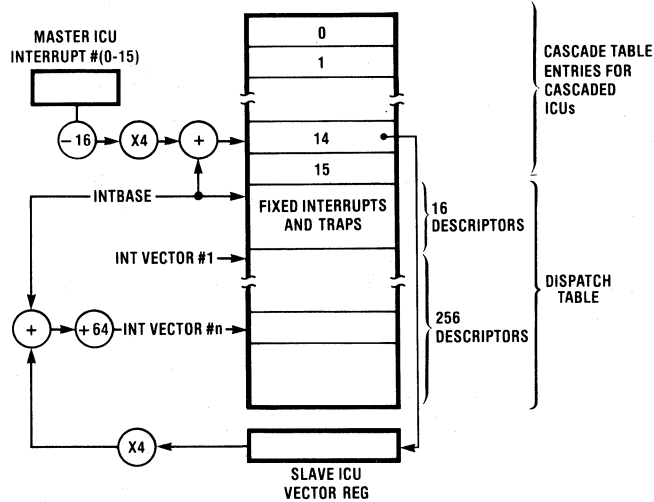 MASTER ICU
INTERRUPT #(0-15)
0
1
CASCADE TABLE
ENTRIES FOR
CASCADED
ICUs
-16
X4
+
14
15
INTBASE
FIXED INTERRUPTS
AND TRAPS
16
DESCRIPTORS
INT VECTOR #1
DISPATCH
TABLE
+
+64
INT VECTOR #n
256
DESCRIPTORS
X4
SLAVE ICU
VECTOR REG